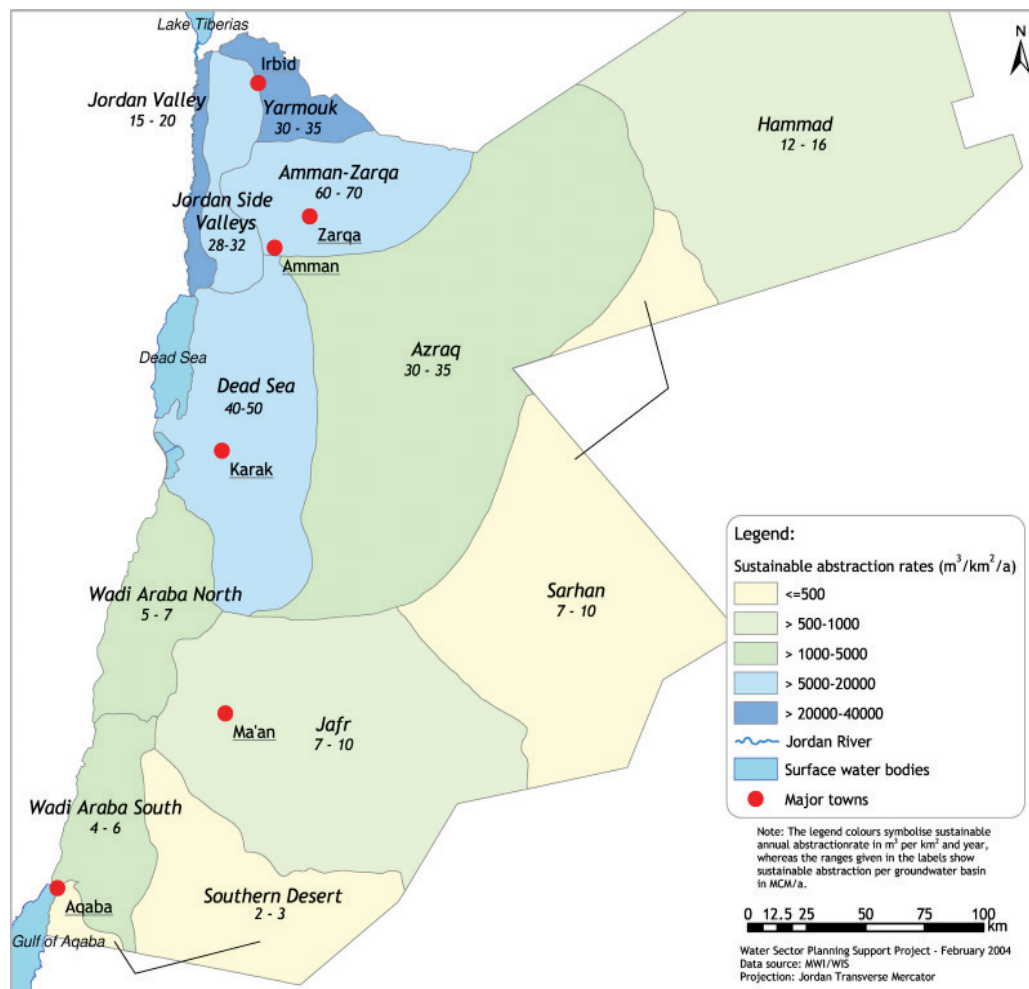 Lake Tiberias
N
Irbid
Jordan Valley
15 - 20
Yarmouk
30 - 35
Hammad
12 - 16
Amman-Zarqa
60 - 70
Jordan Side
Valleys
28-32
Zarqa
Amman
Dead Sea
Azraq
30 - 35
Dead Sea
40-50
Karak
Wadi Araba North
5 - 7
Sarhan
7 - 10
Ma'an
Jafr
7 - 10
Wadi Araba South
4 - 6
Southern Desert
2 - 3
Aqaba
Gulf of Aqaba
Legend:
Sustainable abstraction rates (m³/km²/a)
<=500
> 500-1000
> 1000-5000
> 5000-20000
> 20000-40000
Jordan River
Surface water bodies
Major towns
Note: The legend colours symbolise sustainable
annual abstractionrate in m³ per km² and year,
whereas the ranges given in the labels show
sustainable abstraction per groundwater basin
in MCM/a.
0 12.5 25 50 75 100
km
Water Sector Planning Support Project - February 2004
Data source: MWI/WIS
Projection: Jordan Transverse Mercator